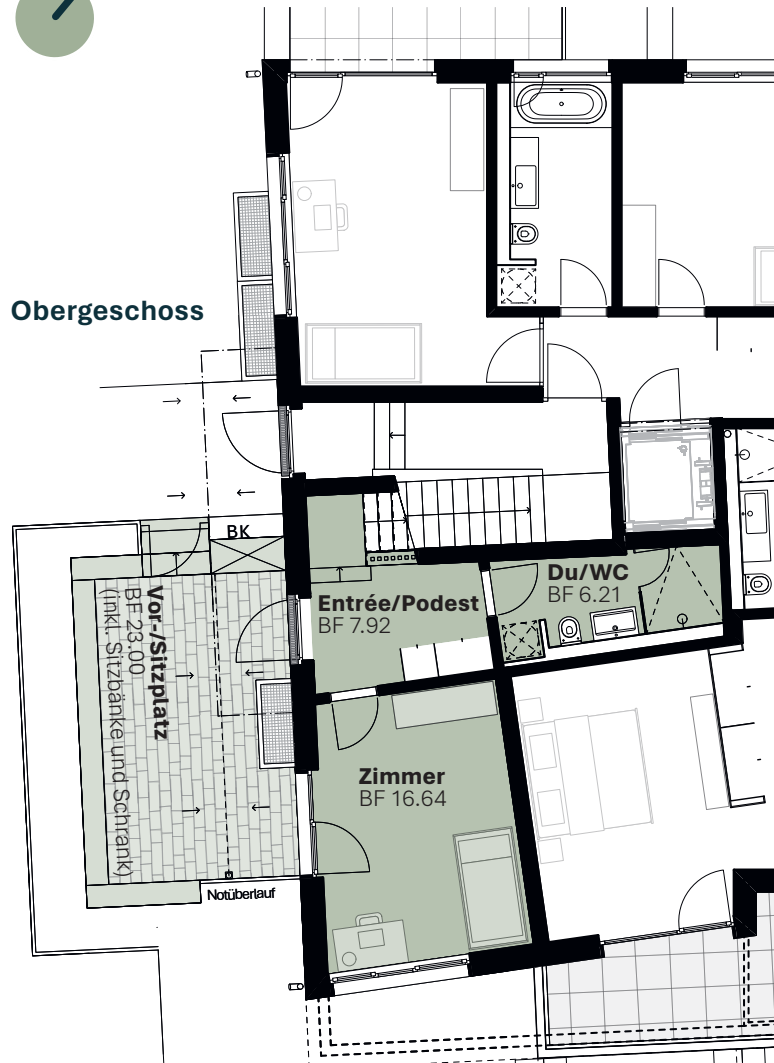 Obergeschoss
BK
Du/WC
BF 6.21
Entrée/Podest
BF 7.92
Vor-/Sitzplatz
BF 23.00
(inkl. Sitzbänke und Schrank)
Zimmer
BF 16.64
Notüberlauf